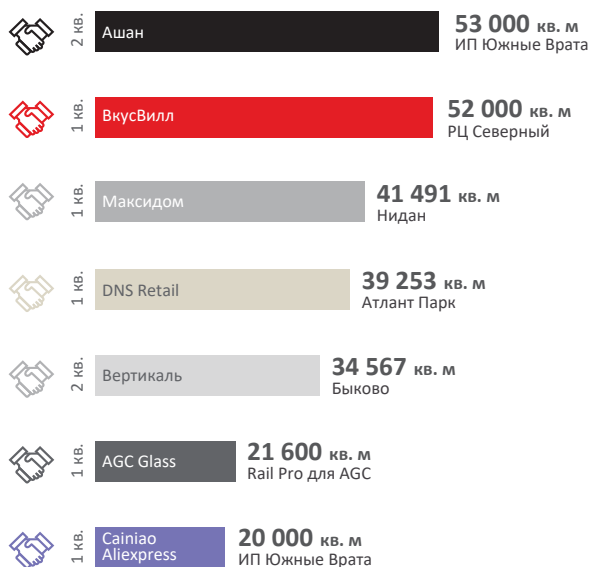 2 кв.
Ашан
53 000 кв. м
ИП Южные Врата
1 кв.
ВкусВилл
52 000 кв. м
РЦ Северный
1 кв.
Максидом
41 491 кв. м
Нидан
1 кв.
DNS Retail
39 253 кв. м
Атлант Парк
2 кв.
Вертикаль
34 567 кв. м
Быково
1 кв.
AGC Glass
21 600 кв. м
Rail Pro для AGC
1 кв.
Cainiao
Aliexpress
20 000 кв. м
ИП Южные Врата